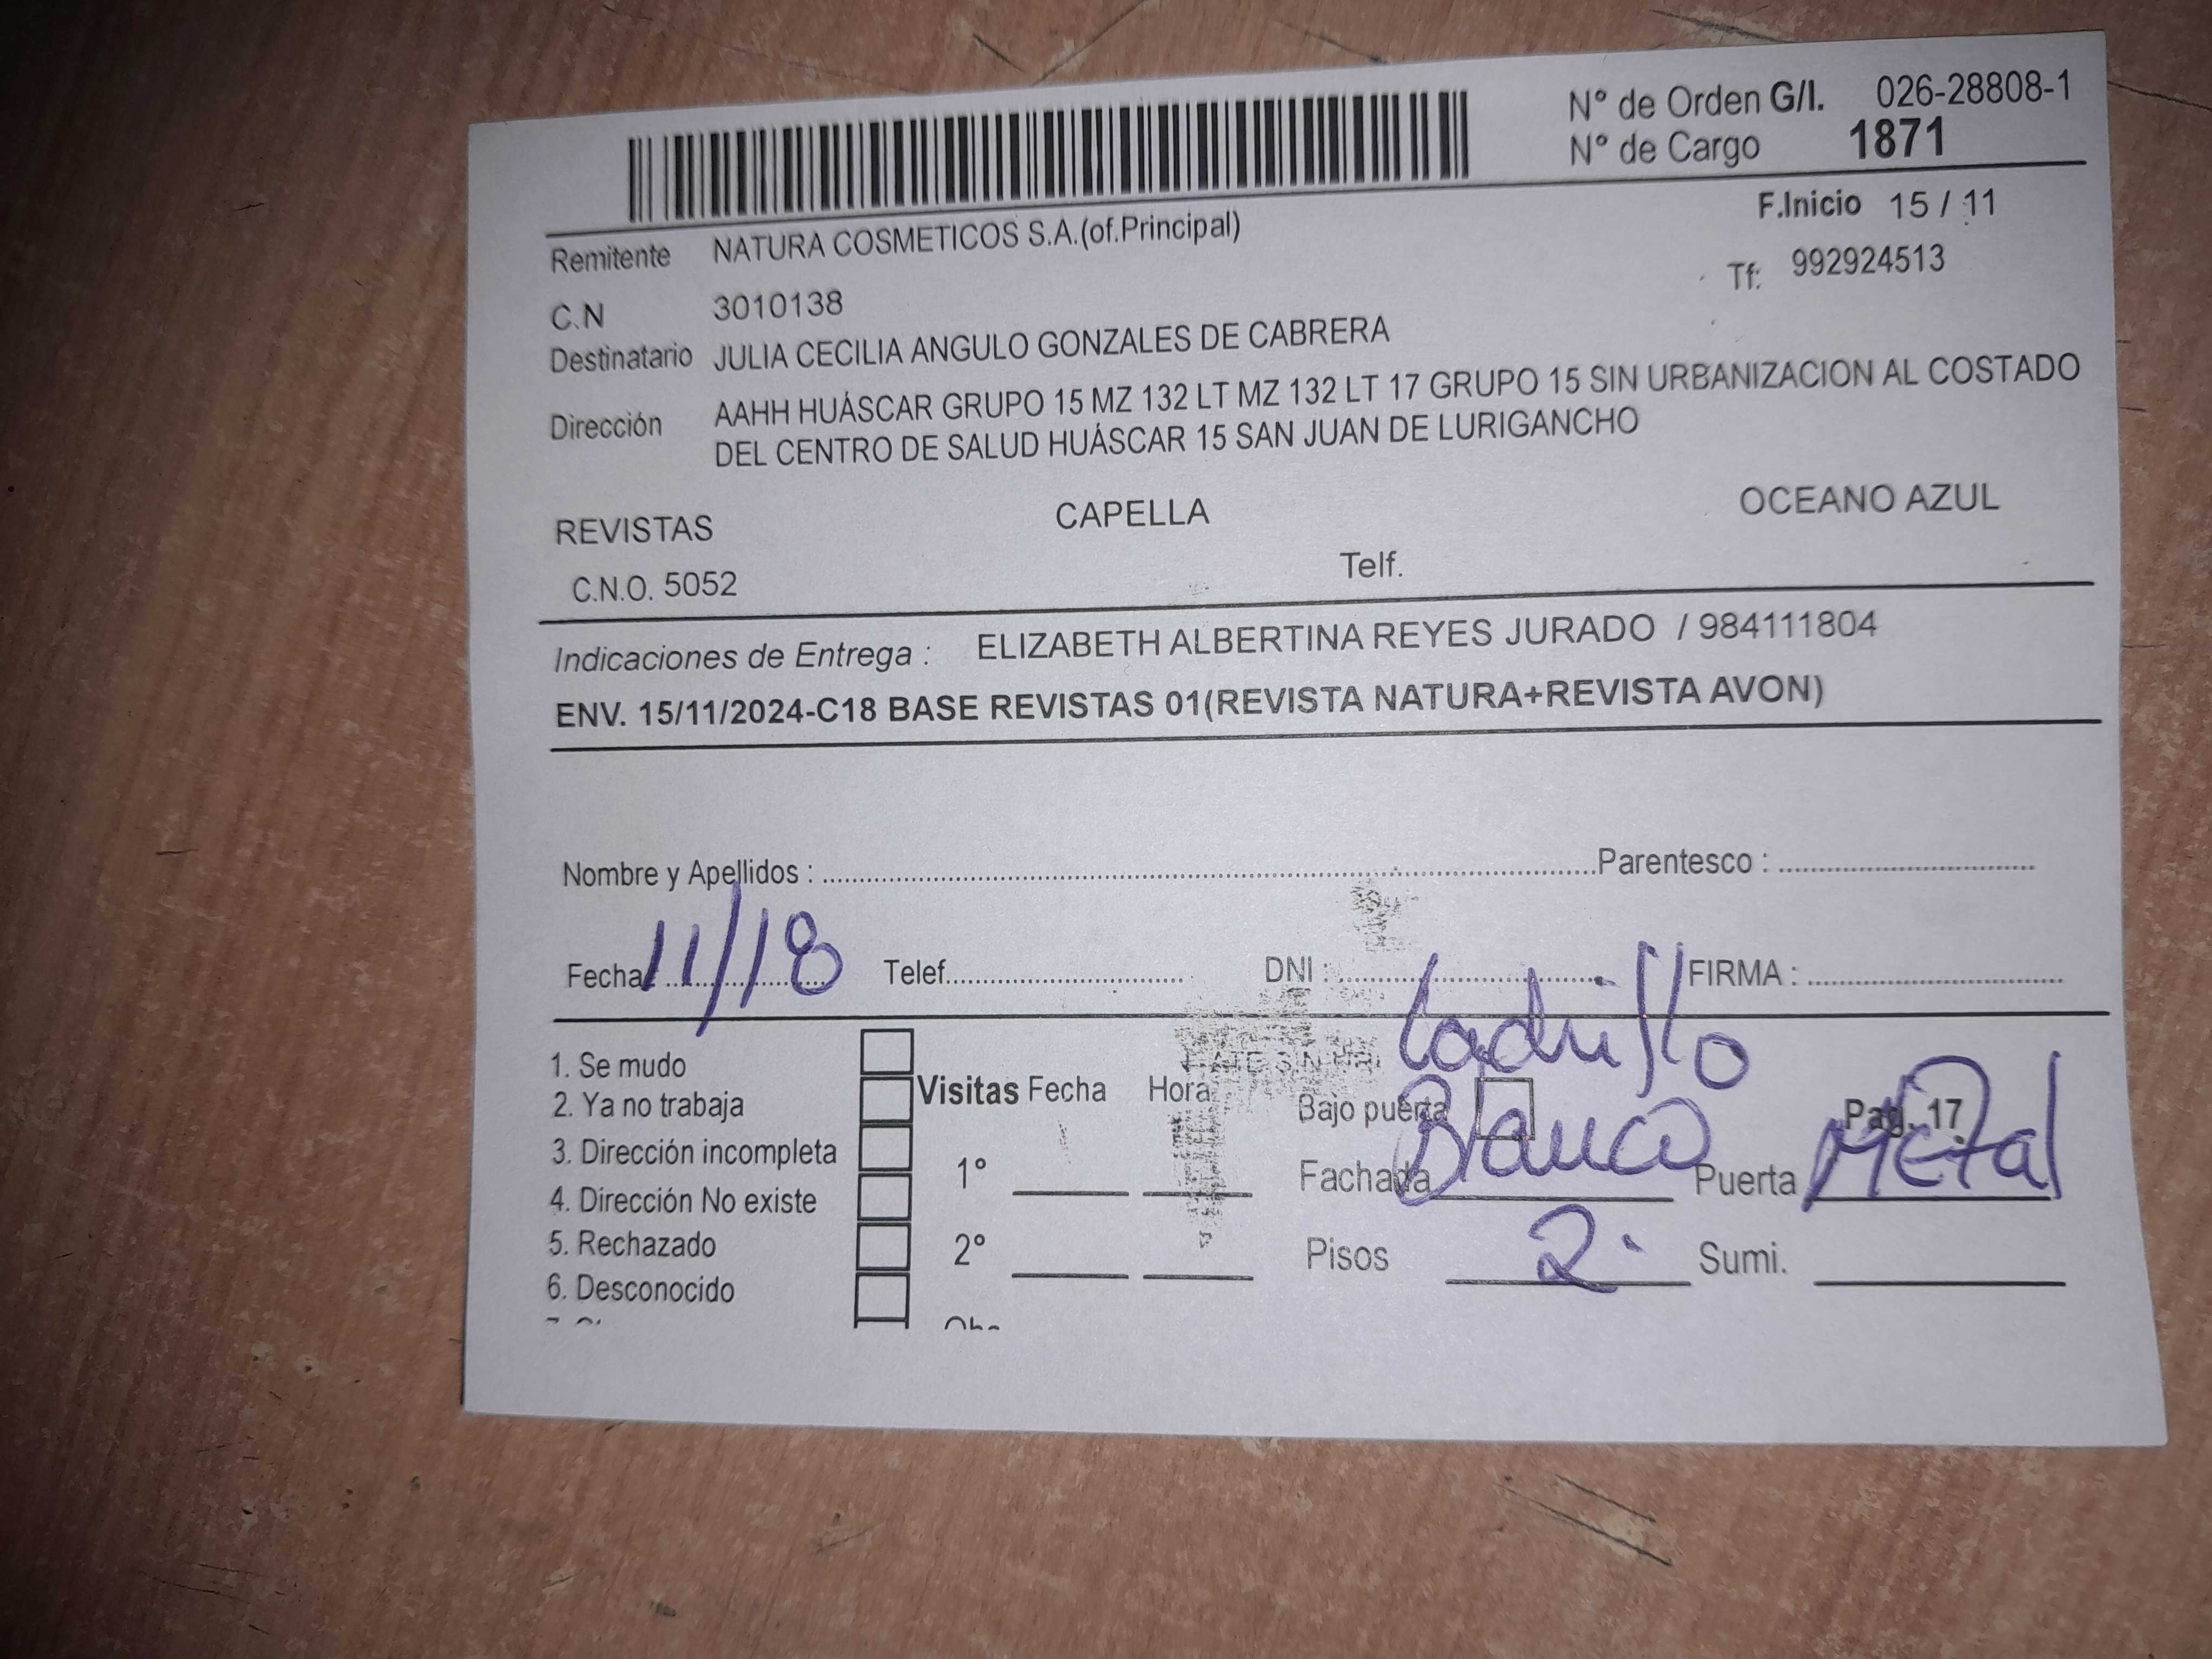 N° de Orden G/I. 026-28808-1
N° de Cargo 1871
F.Inicio 15 / 11
Remitente NATURA COSMETICOS S.A.(of.Principal)
Tf: 992924513
C.N 3010138
Destinatario JULIA CECILIA ANGULO GONZALES DE CABRERA
Dirección AAHH HUÁSCAR GRUPO 15 MZ 132 LT MZ 132 LT 17 GRUPO 15 SIN URBANIZACION AL COSTADO
DEL CENTRO DE SALUD HUÁSCAR 15 SAN JUAN DE LURIGANCHO
REVISTAS CAPELLA OCEANO AZUL
C.N.O. 5052 Telf.
Indicaciones de Entrega : ELIZABETH ALBERTINA REYES JURADO / 984111804
ENV. 15/11/2024-C18 BASE REVISTAS 01(REVISTA NATURA+REVISTA AVON)
Nombre y Apellidos : Parentesco :
Fecha: 11/18 Telef. DNI : FIRMA :
Ladrillo
1. Se mudo
2. Ya no trabaja
3. Dirección incompleta
4. Dirección No existe
5. Rechazado
6. Desconocido
Visitas Fecha Hora
1°
2°
Bajo puerta Pag. 17
Fachada Blanco Puerta Metal
Pisos 2 Sumi.